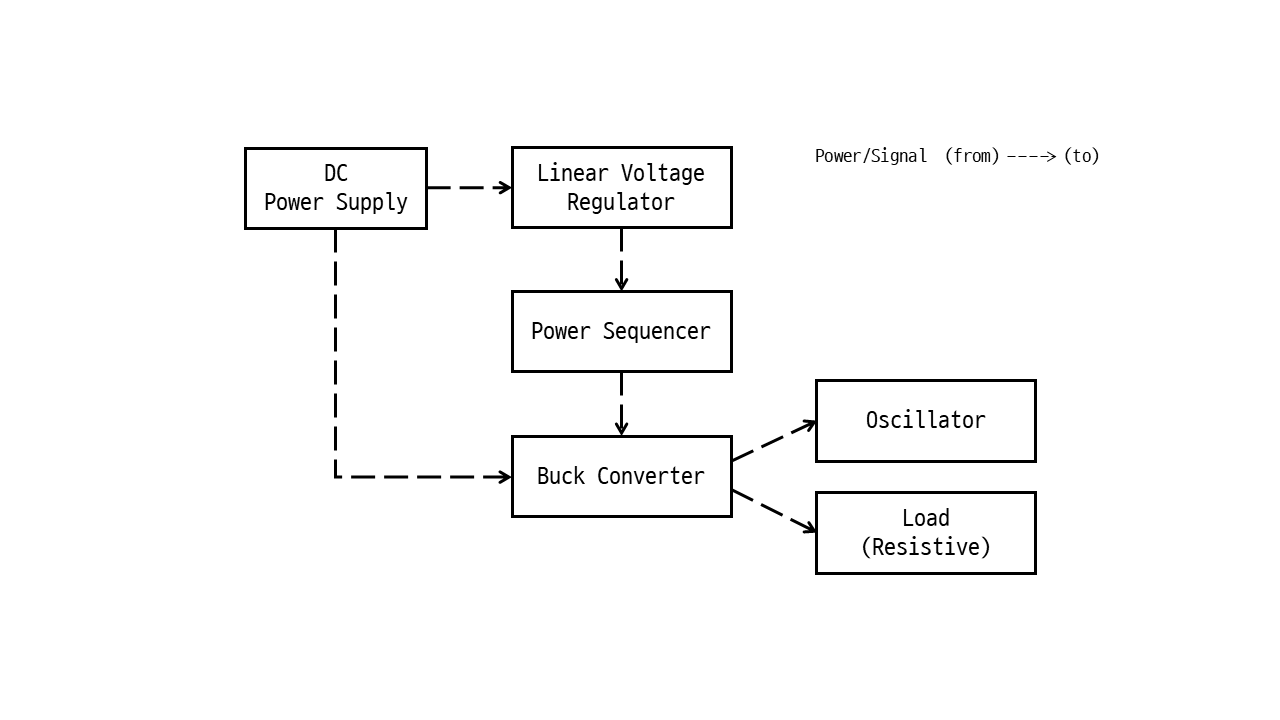 DC
Power Supply
Linear Voltage
Regulator
Power/Signal (from) ----> (to)
Power Sequencer
Oscillator
Buck Converter
Load
(Resistive)